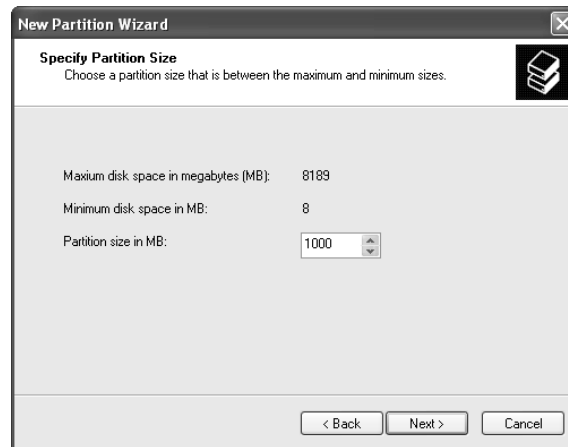 New Partition Wizard
Specify Partition Size
Choose a partition size that is between the maximum and minimum sizes.
Maxium disk space in megabytes (MB): 8189
Minimum disk space in MB: 8
Partition size in MB: 1000
< Back Next > Cancel